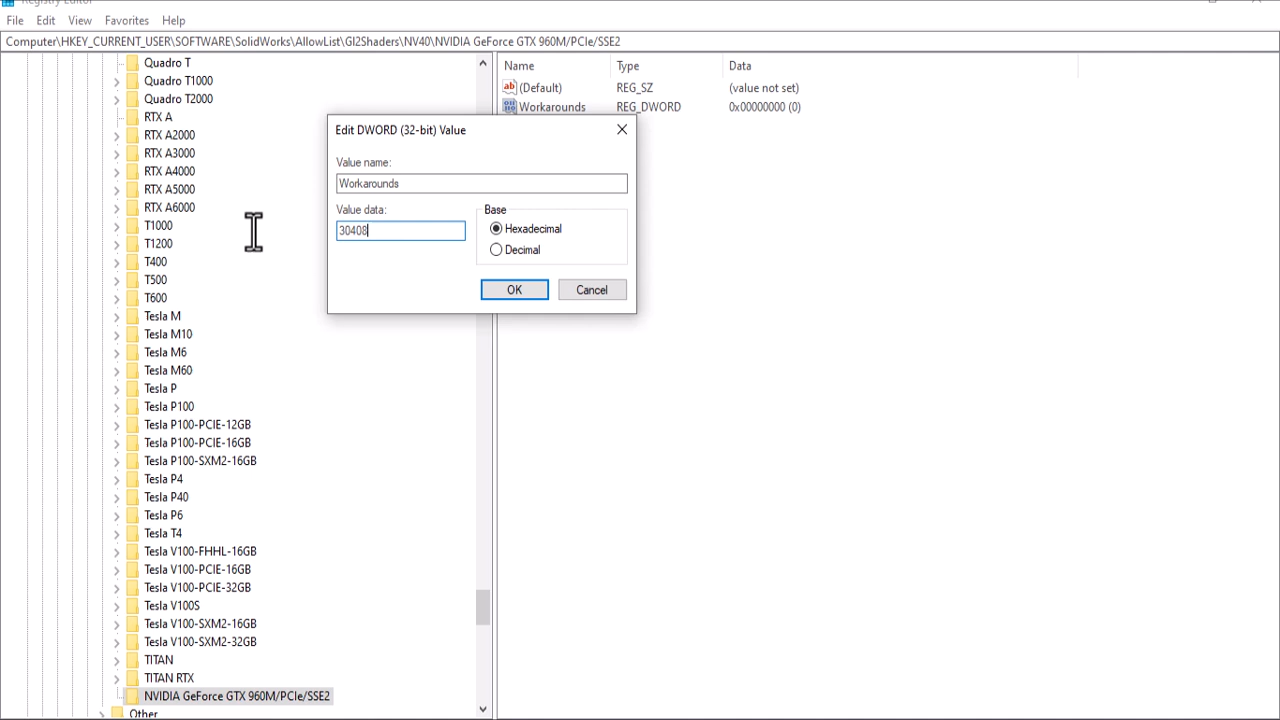 Registry Editor
File Edit View Favorites Help
Computer\HKEY_CURRENT_USER\SOFTWARE\SolidWorks\AllowList\Gl2Shaders\NV40\NVIDIA GeForce GTX 960M/PCIe/SSE2
Quadro T
Quadro T1000
Quadro T2000
RTX A
RTX A2000
RTX A3000
RTX A4000
RTX A5000
RTX A6000
T1000
T1200
T400
T500
T600
Tesla M
Tesla M10
Tesla M6
Tesla M60
Tesla P
Tesla P100
Tesla P100-PCIE-12GB
Tesla P100-PCIE-16GB
Tesla P100-SXM2-16GB
Tesla P4
Tesla P40
Tesla P6
Tesla T4
Tesla V100-FHHL-16GB
Tesla V100-PCIE-16GB
Tesla V100-PCIE-32GB
Tesla V100S
Tesla V100-SXM2-16GB
Tesla V100-SXM2-32GB
TITAN
TITAN RTX
NVIDIA GeForce GTX 960M/PCIe/SSE2
Other
Name Type Data
(Default) REG_SZ (value not set)
Workarounds REG_DWORD 0x00000000 (0)
Edit DWORD (32-bit) Value
Value name:
Workarounds
Value data:
30408
Base
Hexadecimal
Decimal
OK Cancel